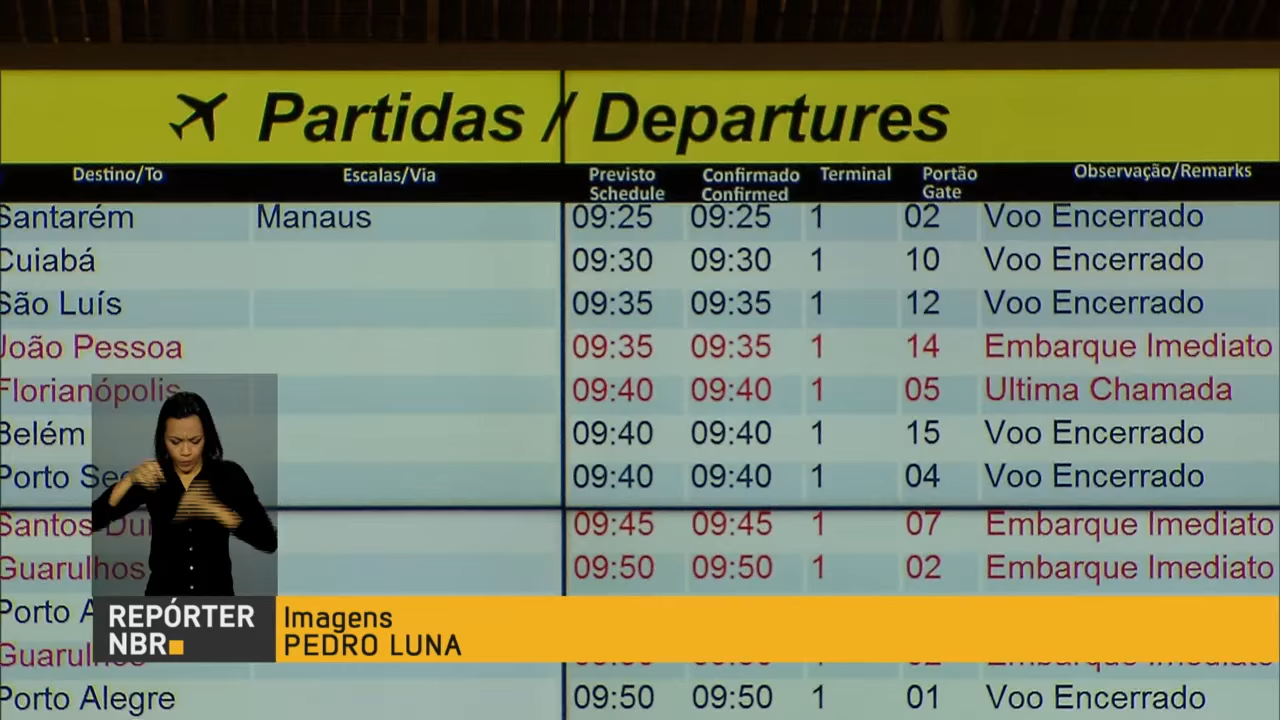 Partidas / Departures
Destino/To Escalas/Via Previsto Schedule Confirmado Confirmed Terminal Portão Gate Observação/Remarks
Santarém Manaus 09:25 09:25 1 02 Voo Encerrado
Cuiabá 09:30 09:30 1 10 Voo Encerrado
São Luís 09:35 09:35 1 12 Voo Encerrado
João Pessoa 09:35 09:35 1 14 Embarque Imediato
Florianópolis 09:40 09:40 1 05 Ultima Chamada
Belém 09:40 09:40 1 15 Voo Encerrado
Porto 09:40 09:40 1 04 Voo Encerrado
Santos 09:45 09:45 1 07 Embarque Imediato
Guarulhos 09:50 09:50 1 02 Embarque Imediato
Porto
Guarulhos
Porto Alegre 09:50 09:50 1 01 Voo Encerrado
REPÓRTER
NBR
Imagens
PEDRO LUNA